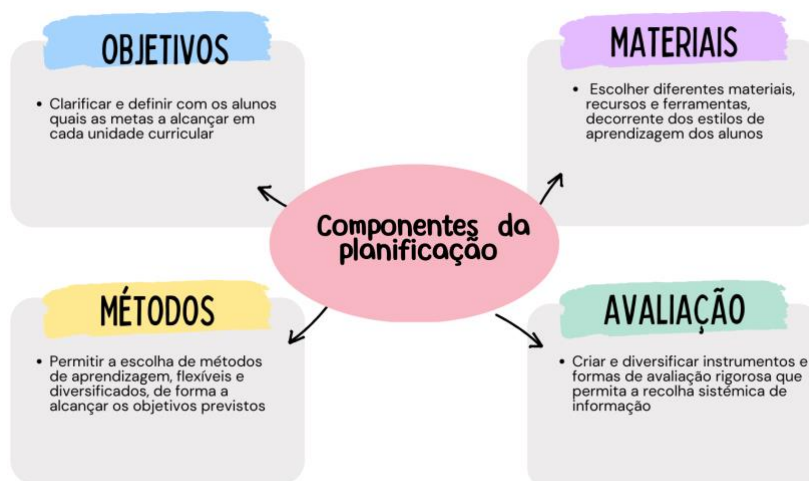 OBJETIVOS
• Clarificar e definir com os alunos
quais as metas a alcançar em
cada unidade curricular
MATERIAIS
• Escolher diferentes materiais,
recursos e ferramentas,
decorrente dos estilos de
aprendizagem dos alunos
Componentes da
planificação
MÉTODOS
• Permitir a escolha de métodos
de aprendizagem, flexíveis e
diversificados, de forma a
alcançar os objetivos previstos
AVALIAÇÃO
• Criar e diversificar instrumentos e
formas de avaliação rigorosa que
permita a recolha sistémica de
informação